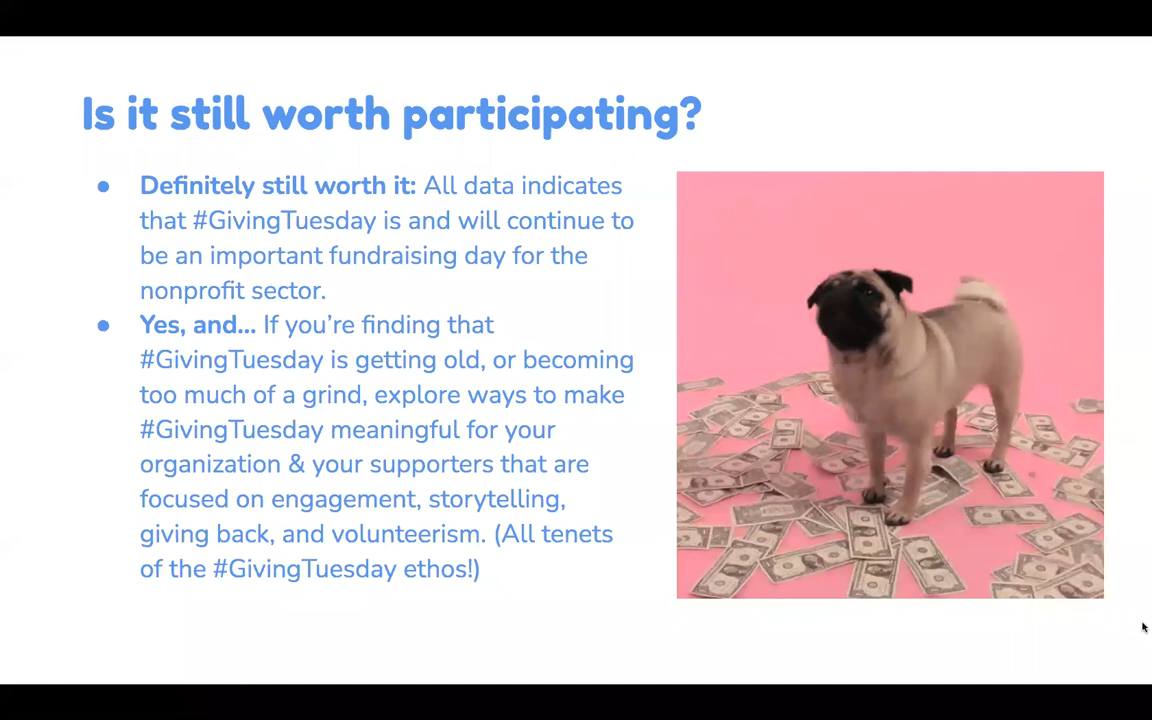 Is it still worth participating?
● Definitely still worth it: All data indicates
that #GivingTuesday is and will continue to
be an important fundraising day for the
nonprofit sector.
● Yes, and... If you’re finding that
#GivingTuesday is getting old, or becoming
too much of a grind, explore ways to make
#GivingTuesday meaningful for your
organization & your supporters that are
focused on engagement, storytelling,
giving back, and volunteerism. (All tenets
of the #GivingTuesday ethos!)